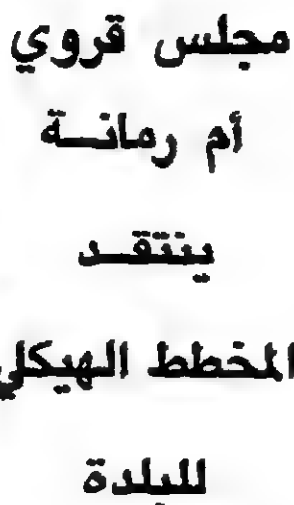 مجلس قروي
أم رمانــة
ينتقــد
المخطط الهيكلي
للبلدة